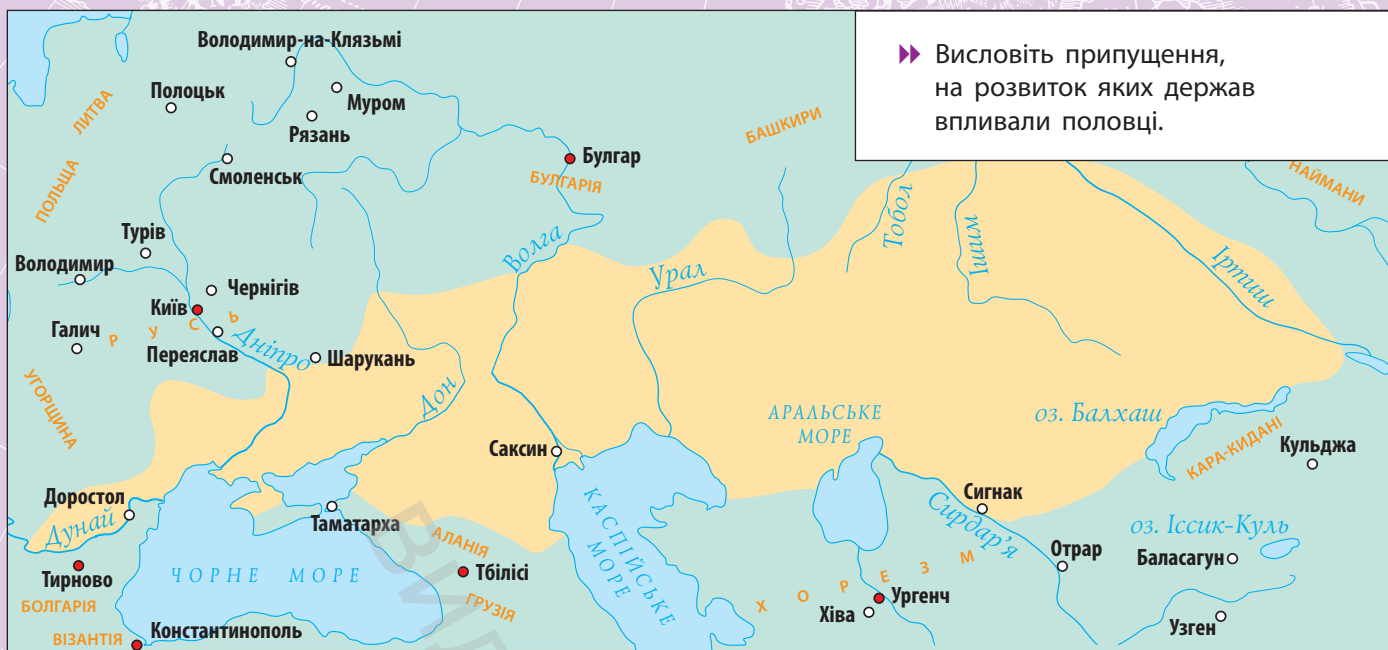 Висловіть припущення,
на розвиток яких держав
впливали половці.
Володимир-на-Клязьмі
Полоцьк
Муром
Рязань
ЛИТВА
БАШКИРИ
Булгар
БУЛГАРІЯ
Смоленськ
ПОЛЬЩА
НАЙМАНИ
Тобол
Ішим
Іртиш
Турів
Волга
Урал
Володимир
Чернігів
Київ
РУСЬ
Галич
Переяслав
Дніпро
Шарукань
УГОРЩИНА
Дон
АРАЛЬСЬКЕ
МОРЕ
оз. Балхаш
КАРА-КИДАНІ
Кульджа
Саксин
Доростол
Дунай
Таматарха
КАСПІЙСЬКЕ
МОРЕ
Сигнак
Сирдар’я
оз. Іссик-Куль
АЛАНІЯ
Отрар
Баласагун
Тирново
ЧОРНЕ МОРЕ
Тбілісі
ГРУЗІЯ
ХОРЕЗМ
Ургенч
Хіва
БОЛГАРІЯ
Узген
ВІЗАНТІЯ
Константинополь